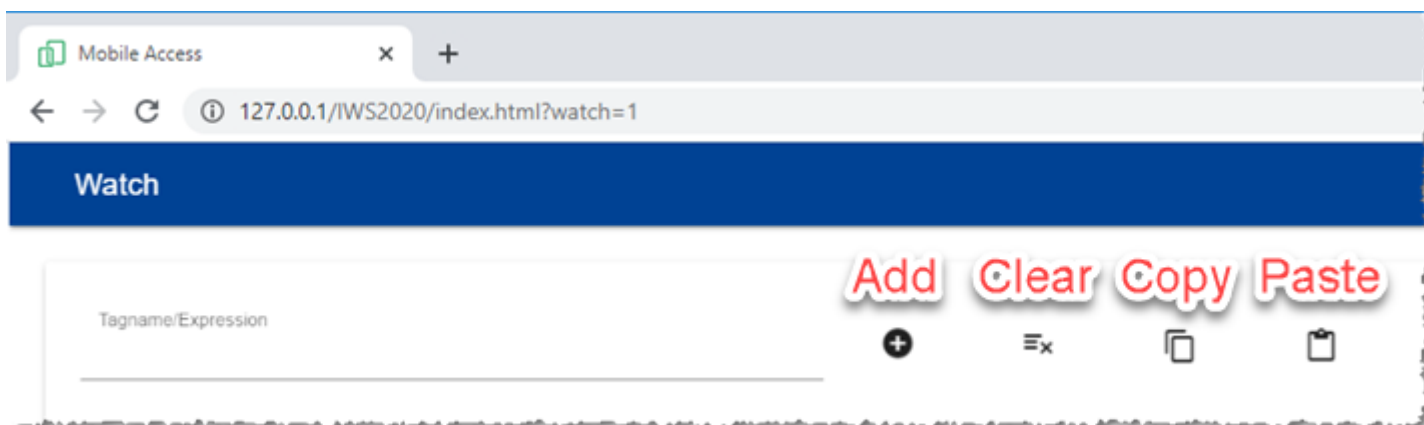 Mobile Access
127.0.0.1/IWS2020/index.html?watch=1
Watch
Add Clear Copy Paste
Tagname/Expression